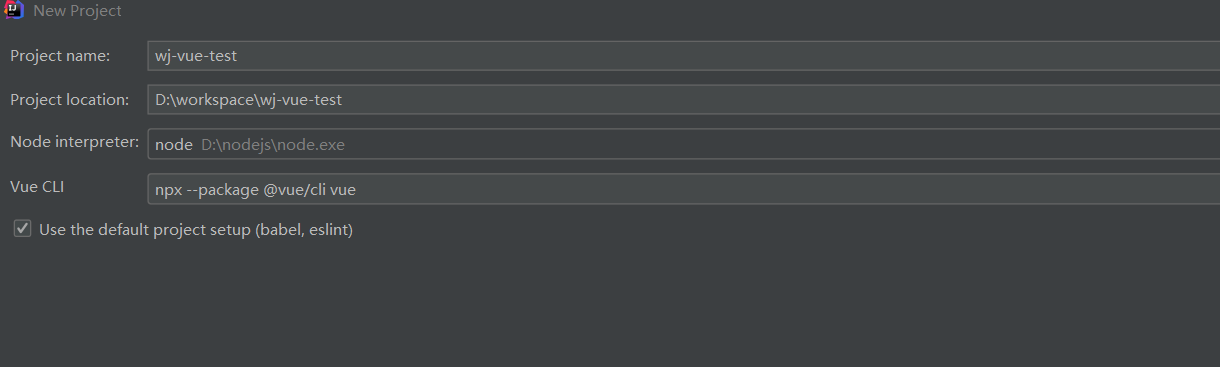 New Project
Project name: wj-vue-test
Project location: D:\workspace\wj-vue-test
Node interpreter: node D:\nodejs\node.exe
Vue CLI npx --package @vue/cli vue
Use the default project setup (babel, eslint)